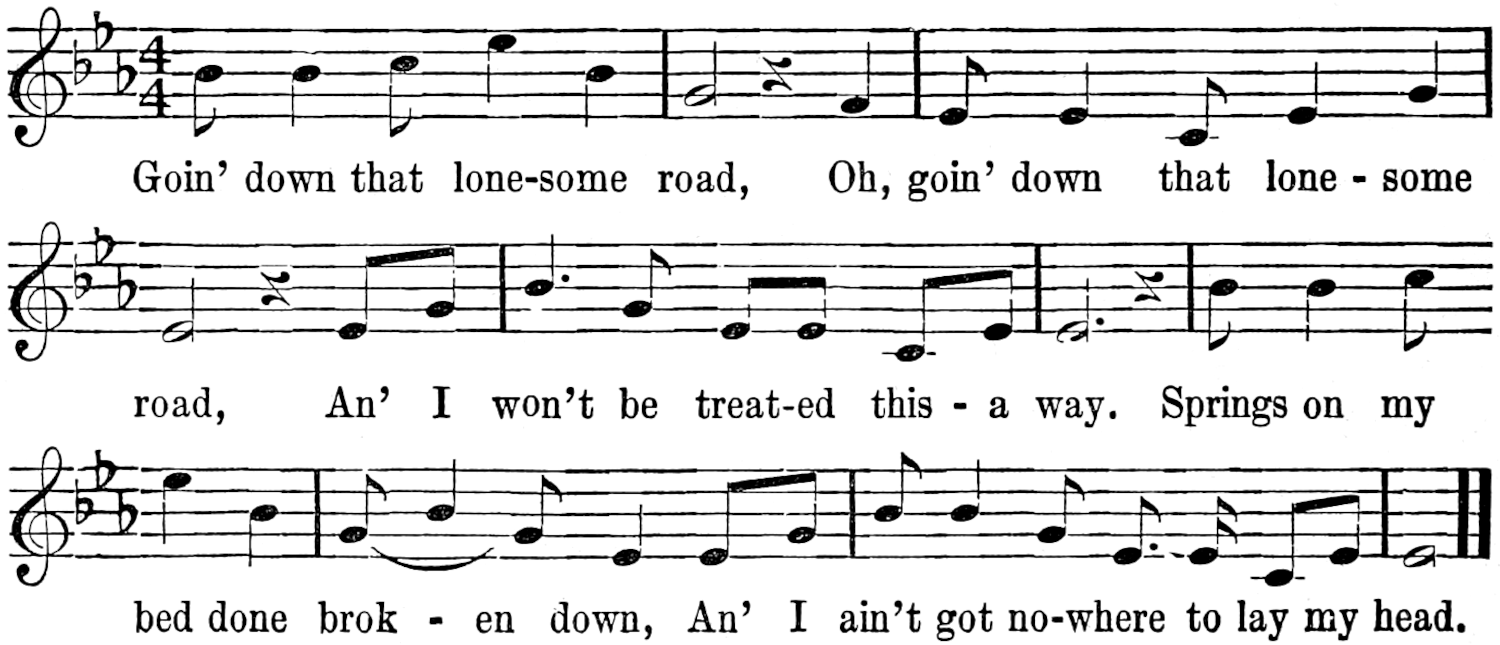 4
4
Goin' down that lone-some road, Oh, goin' down that lone - some
road, An' I won't be treat-ed this - a way. Springs on my
bed done brok - en down, An' I ain't got no-where to lay my head.